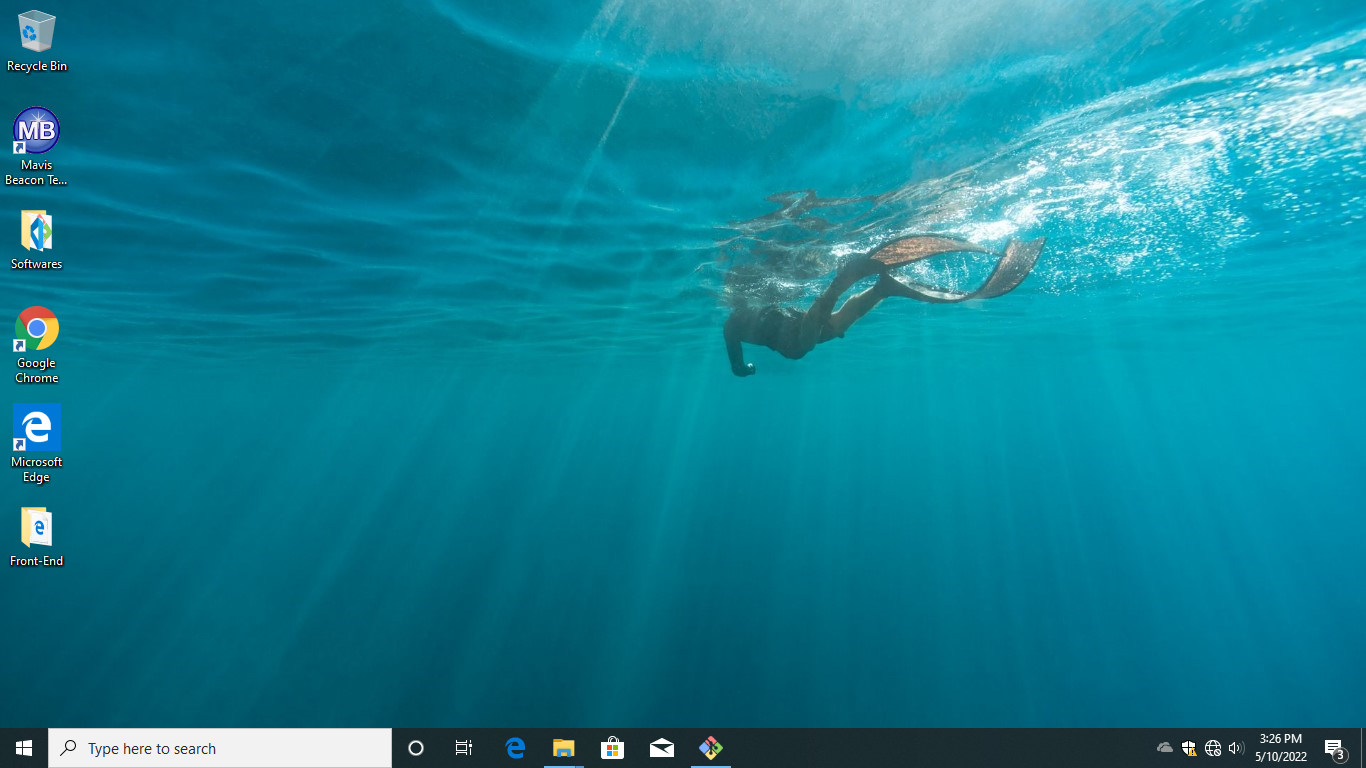 Recycle Bin
MB
Mavis
Beacon Te...
Softwares
Google
Chrome
Microsoft
Edge
Front-End
Type here to search
3:26 PM
5/10/2022
3